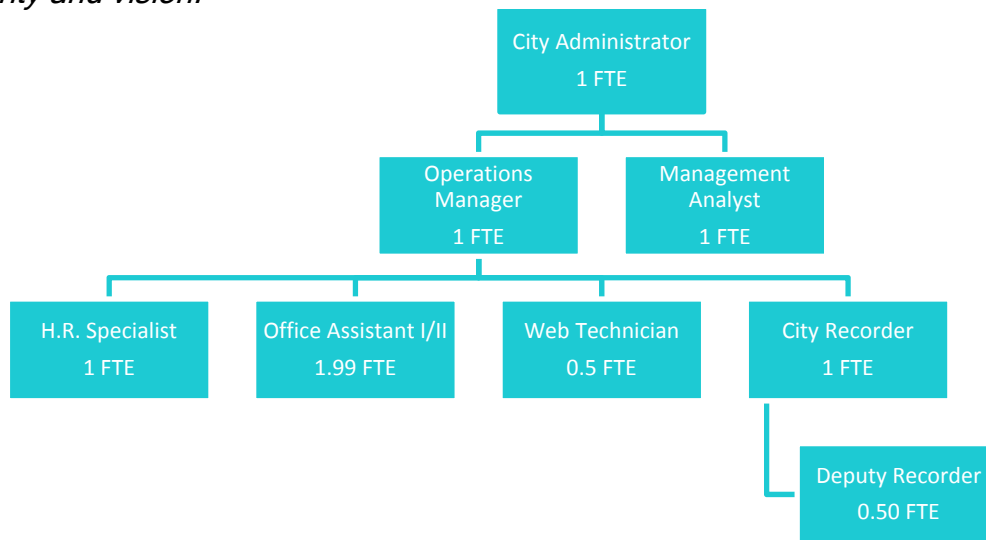 and vision.
City Administrator
1 FTE
Operations
Manager
1 FTE
Management
Analyst
1 FTE
H.R. Specialist
1 FTE
Office Assistant I/II
1.99 FTE
Web Technician
0.5 FTE
City Recorder
1 FTE
Deputy Recorder
0.50 FTE